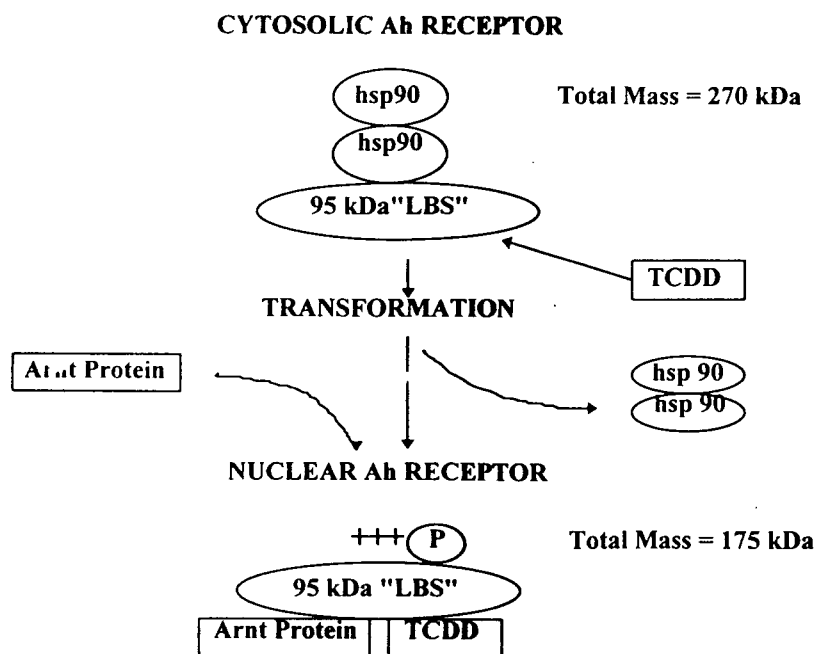 CYTOSOLIC Ah RECEPTOR
hsp90
Total Mass = 270 kDa
hsp90
95 kDa"LBS"
TCDD
TRANSFORMATION
Protein
hsp 90
hsp 90
NUCLEAR Ah RECEPTOR
+++ P
Total Mass = 175 kDa
95 kDa "LBS"
Arnt Protein
TCDD